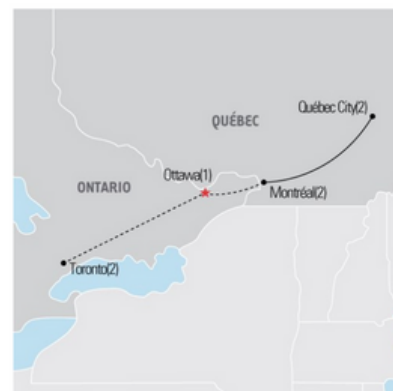 Québec City(2)
QUÉBEC
Ottawa(1)
ONTARIO
Montréal(2)
Toronto(2)